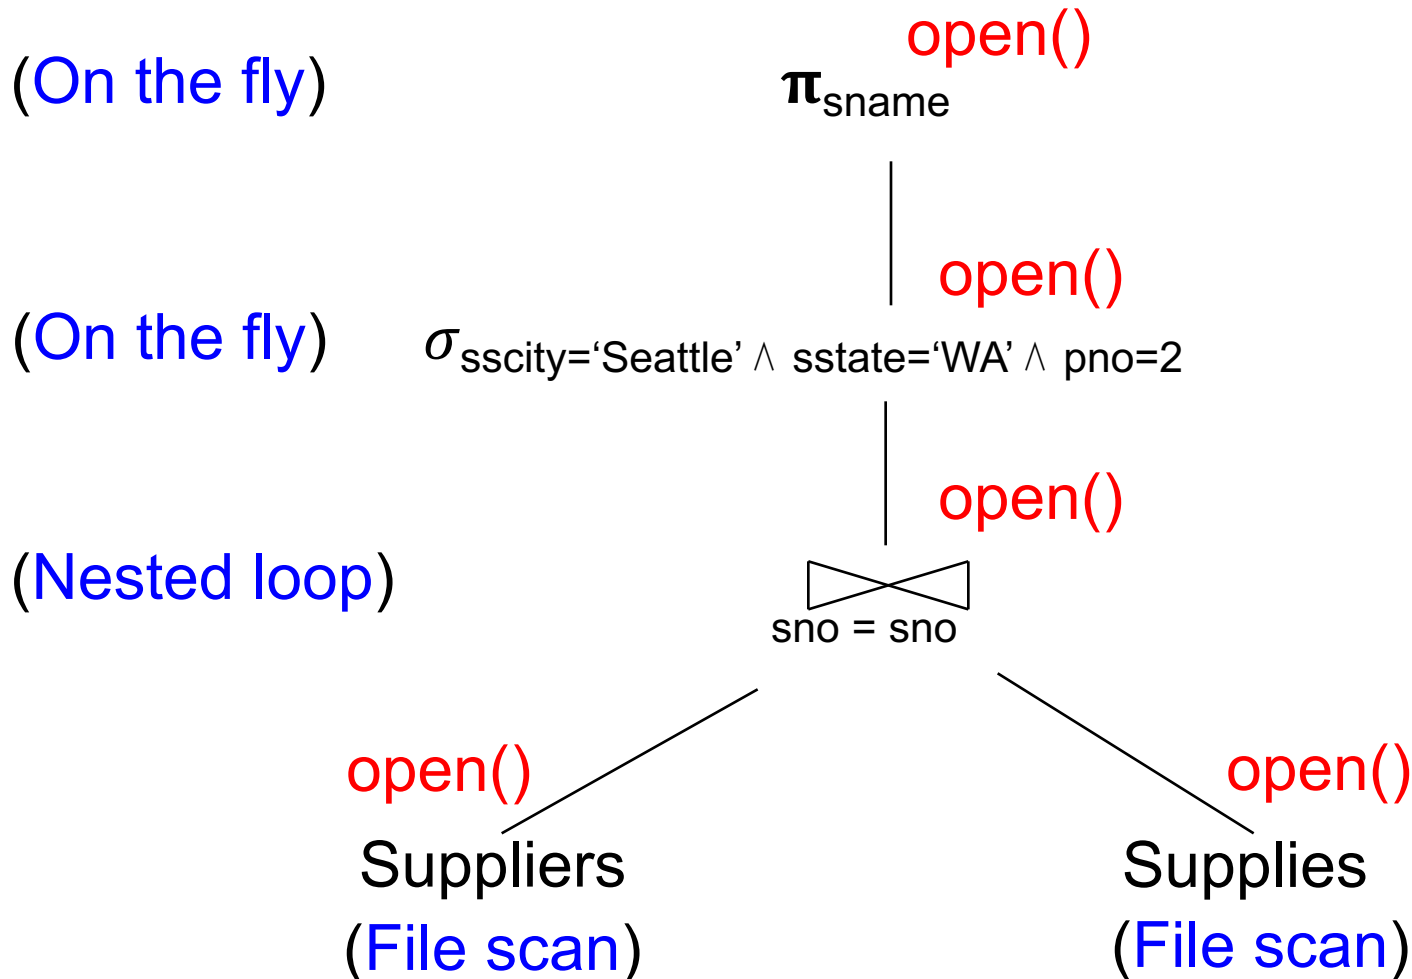 open()
(On the fly) πsname
open()
(On the fly) σsscity=‘Seattle’ ∧ sstate=‘WA’ ∧ pno=2
open()
(Nested loop)
sno = sno
open() open()
Suppliers Supplies
(File scan) (File scan)